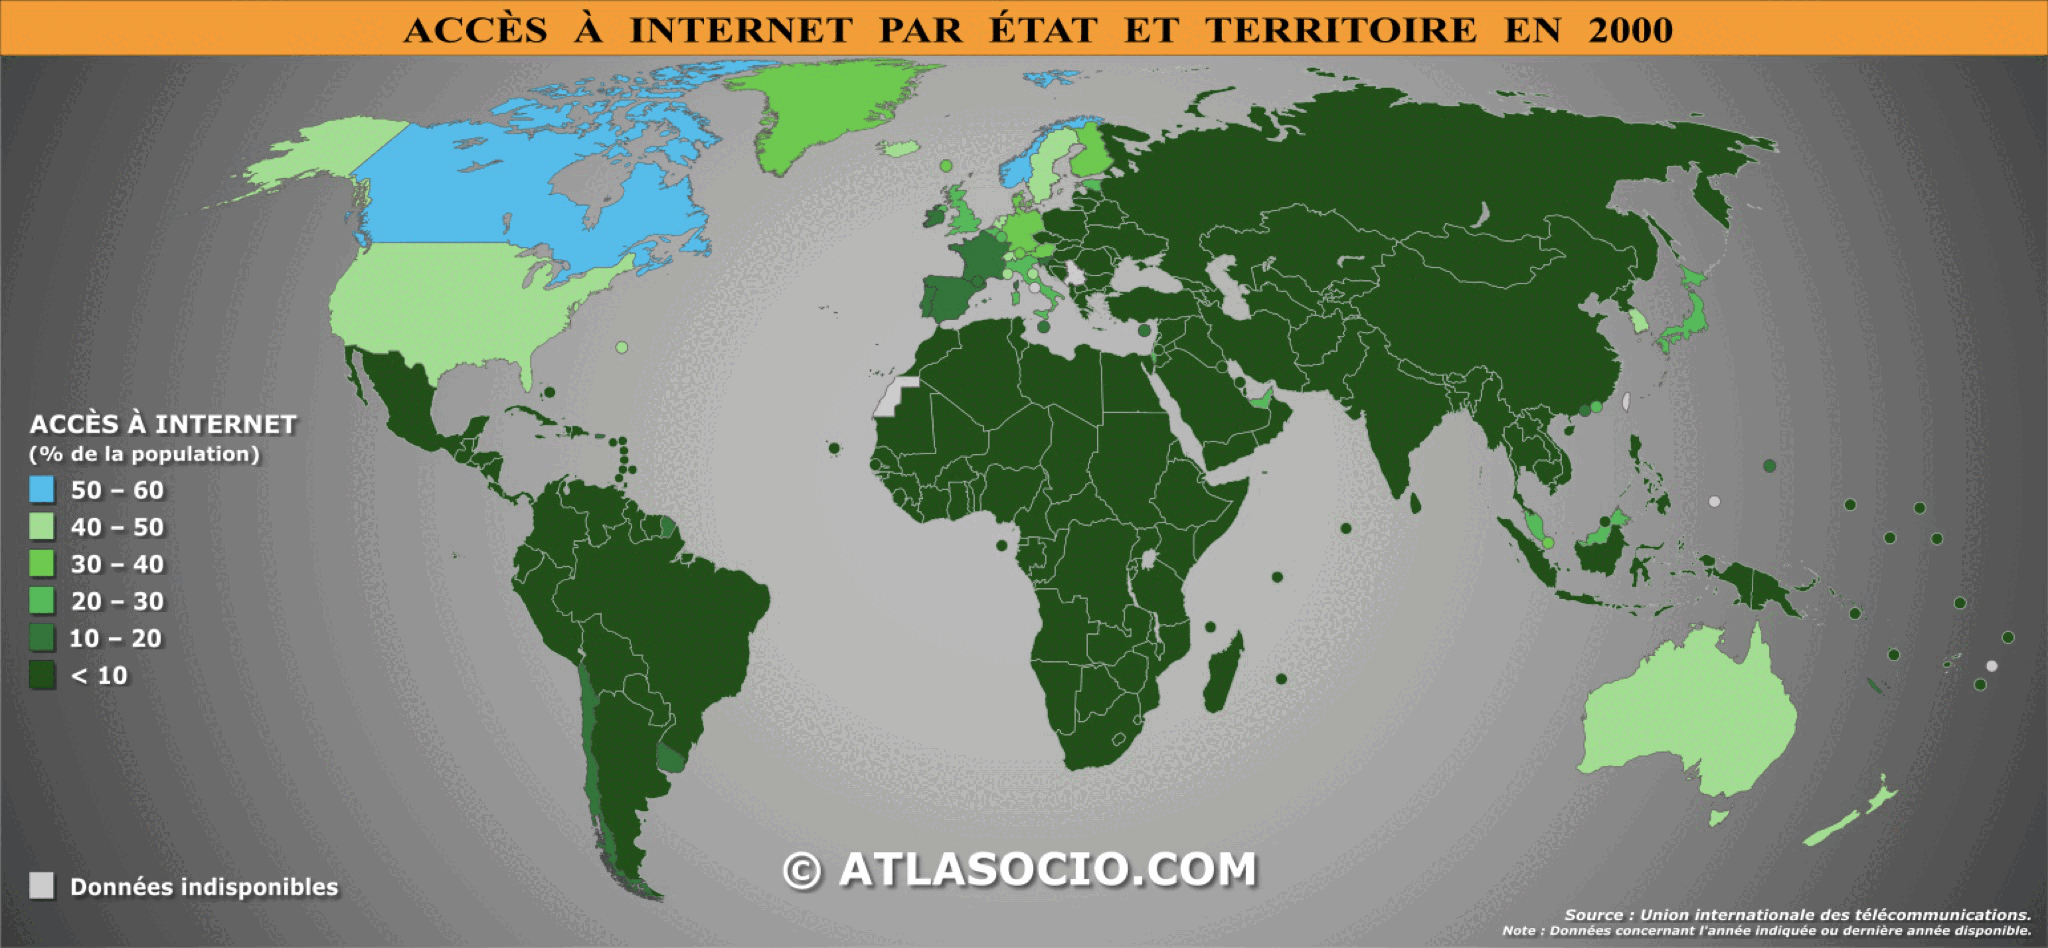 ACCÈS À INTERNET PAR ÉTAT ET TERRITOIRE EN 2000
ACCÈS À INTERNET
(% de la population)
50 – 60
40 – 50
30 – 40
20 – 30
10 – 20
< 10
Données indisponibles
© ATLASOCIO.COM
Source : Union internationale des télécommunications.
Note : Données concernant l'année indiquée ou dernière année disponible.